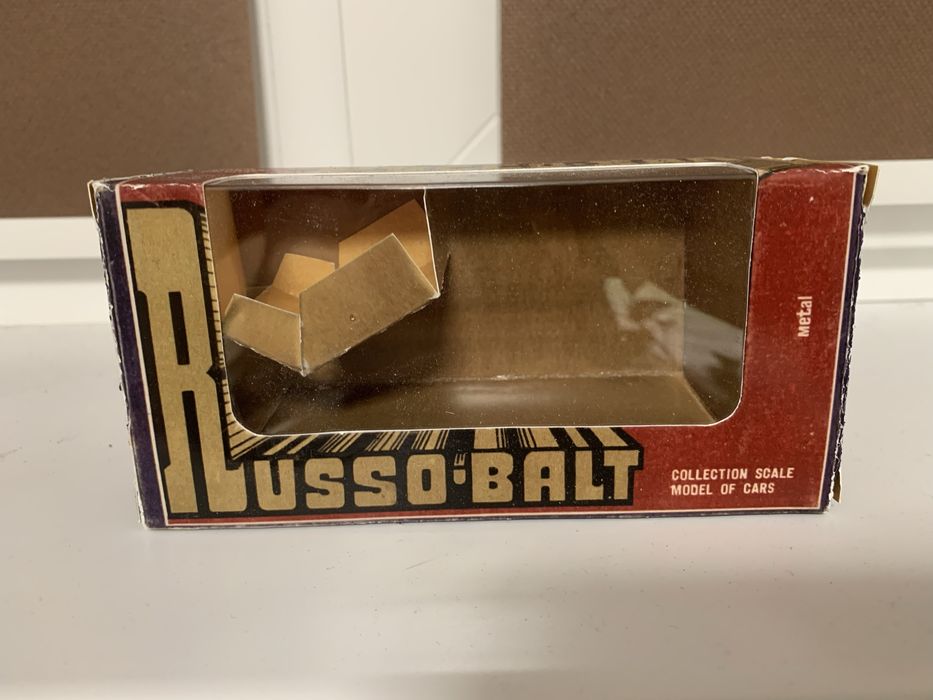 RUSSO-BALT
COLLECTION SCALE
MODEL OF CARS
Metal